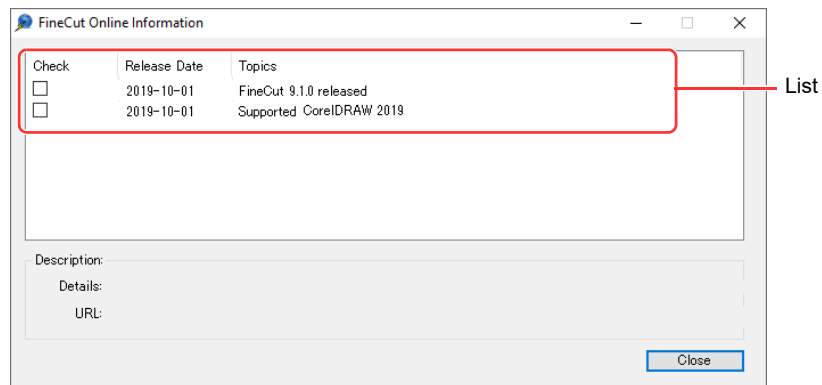 FineCut Online Information
Check Release Date Topics
2019-10-01 FineCut 9.1.0 released
2019-10-01 Supported CorelDRAW 2019
List
Description:
Details:
URL:
Close